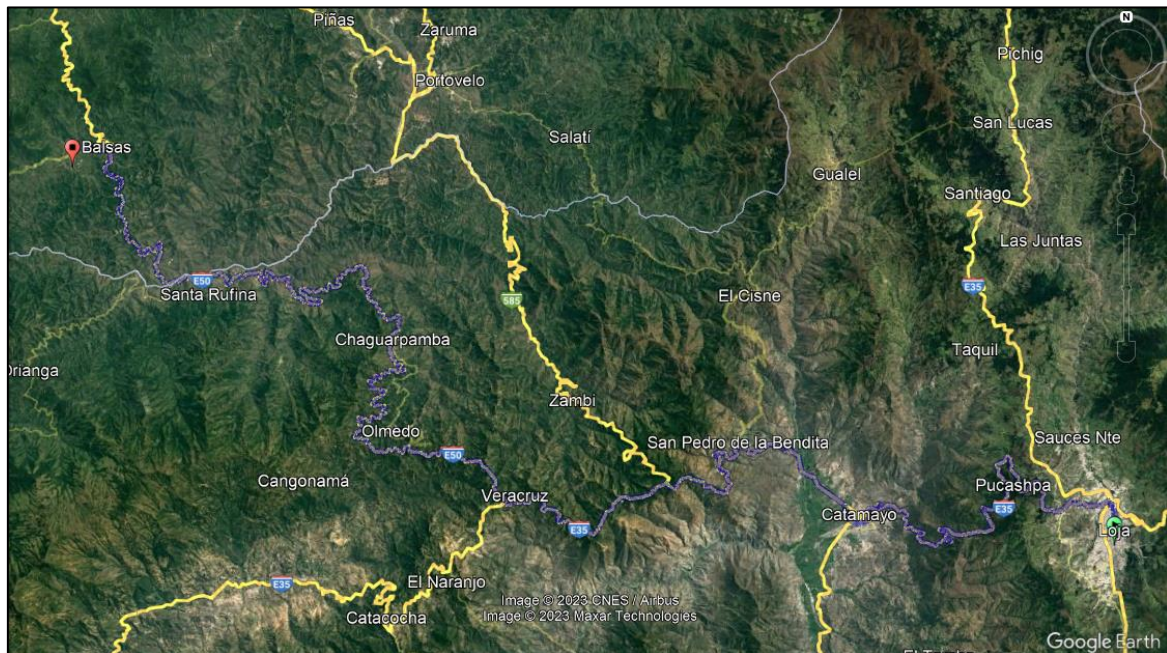 Piñas
Zaruma
N
Pichig
Portovelo
San Lucas
Salatí
Balsas
Gualel
Santiago
Las Juntas
E50
Santa Rufina
E35
El Cisne
585
Chaguarpamba
Taquil
Orianga
Zambi
Olmedo
San Pedro de la Bendita
Sauces Nte
E50
Cangonamá
Pucashpa
Veracruz
E35
Catamayo
E35
Loja
E35
El Naranjo
Catacocha
Image © 2023 CNES / Airbus
Image © 2023 Maxar Technologies
Google Earth